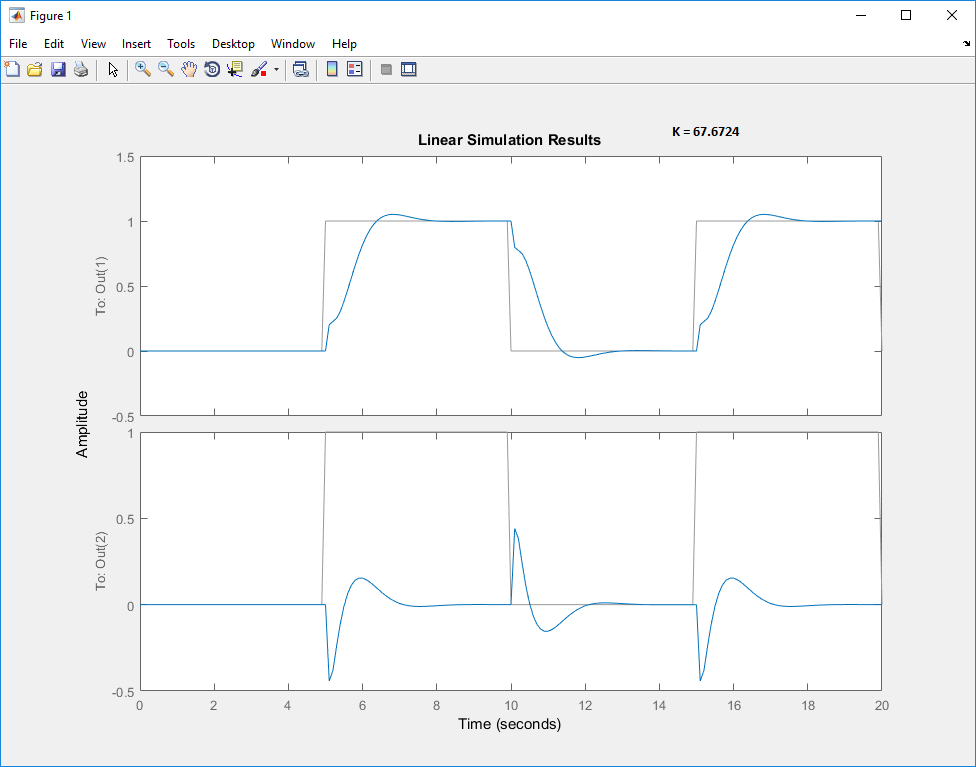 Figure 1
File Edit View Insert Tools Desktop Window Help
K = 67.6724
Linear Simulation Results
1.5
1
0.5
0
-0.5
To: Out(1)
Amplitude
1
0.5
0
-0.5
To: Out(2)
0 2 4 6 8 10 12 14 16 18 20
Time (seconds)